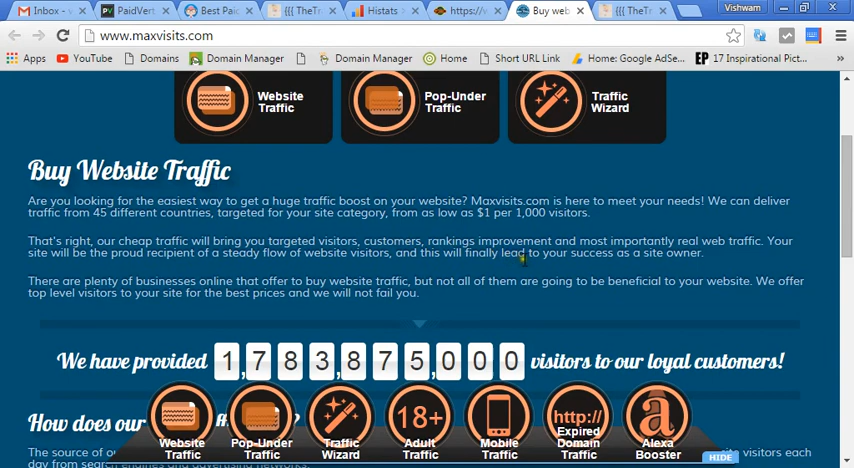 Inbox - 
PaidVert
Best Paid
{{{ TheTr
Histats
https://w
Buy web
{{{ TheTr
Vishwam
www.maxvisits.com
Apps
YouTube
Domains
Domain Manager
Domain Manager
Home
Short URL Link
Home: Google AdSe...
EP
17 Inspirational Pict...
»
Website Traffic
Pop-Under Traffic
Traffic Wizard
Buy Website Traffic
Are you looking for the easiest way to get a huge traffic boost on your website? Maxvisits.com is here to meet your needs! We can deliver
traffic from 45 different countries, targeted for your site category, from as low as $1 per 1,000 visitors.
That's right, our cheap traffic will bring you targeted visitors, customers, rankings improvement and most importantly real web traffic. Your
site will be the proud recipient of a steady flow of website visitors, and this will finally lead to your success as a site owner.
There are plenty of businesses online that offer to buy website traffic, but not all of them are going to be beneficial to your website. We offer
top level visitors to your site for the best prices and we will not fail you.
We have provided 1,783,875,000 visitors to our loyal customers!
How does our
?
The source of
visitors each
day from search engines and advertising networks.
18+
http://
a
Website Traffic
Pop-Under Traffic
Traffic Wizard
Adult Traffic
Mobile Traffic
Expired Domain Traffic
Alexa Booster
HIDE